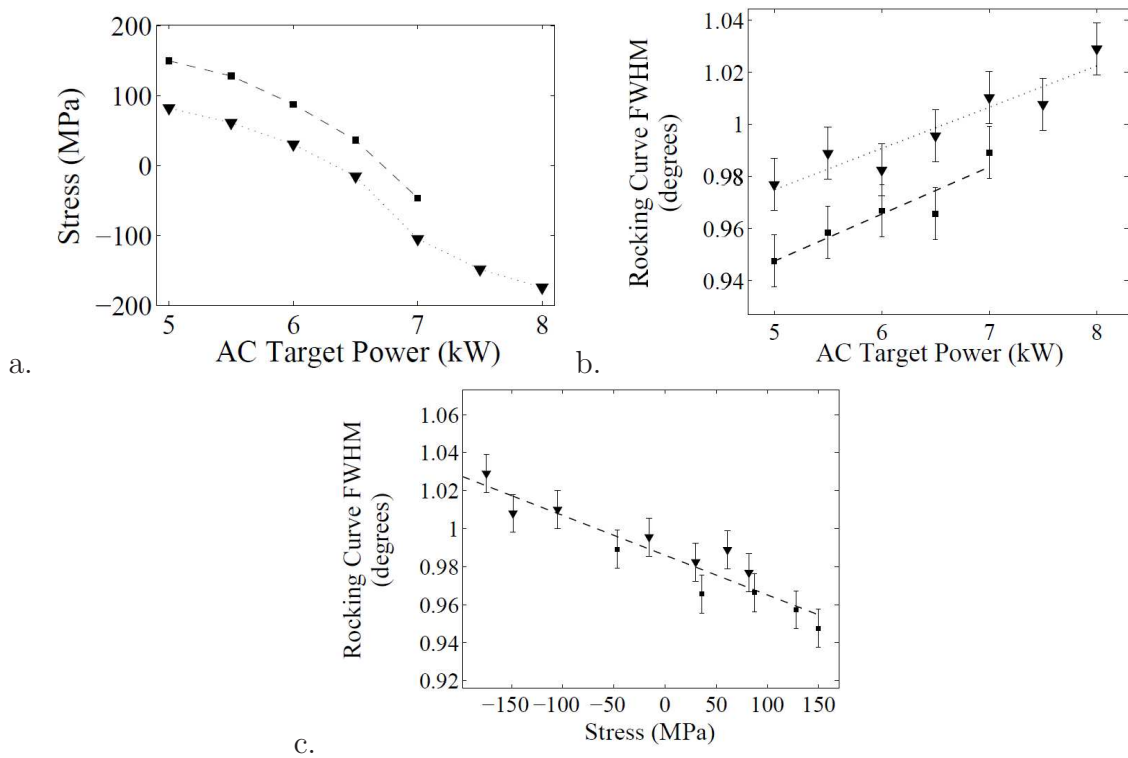 200
100
0
−100
−200
Stress (MPa)
5 6 7 8
AC Target Power (kW)
a.
1.04
1.02
1
0.98
0.96
0.94
Rocking Curve FWHM
(degrees)
5 6 7 8
AC Target Power (kW)
b.
1.06
1.04
1.02
1
0.98
0.96
0.94
0.92
Rocking Curve FWHM
(degrees)
−150 −100 −50 0 50 100 150
Stress (MPa)
c.